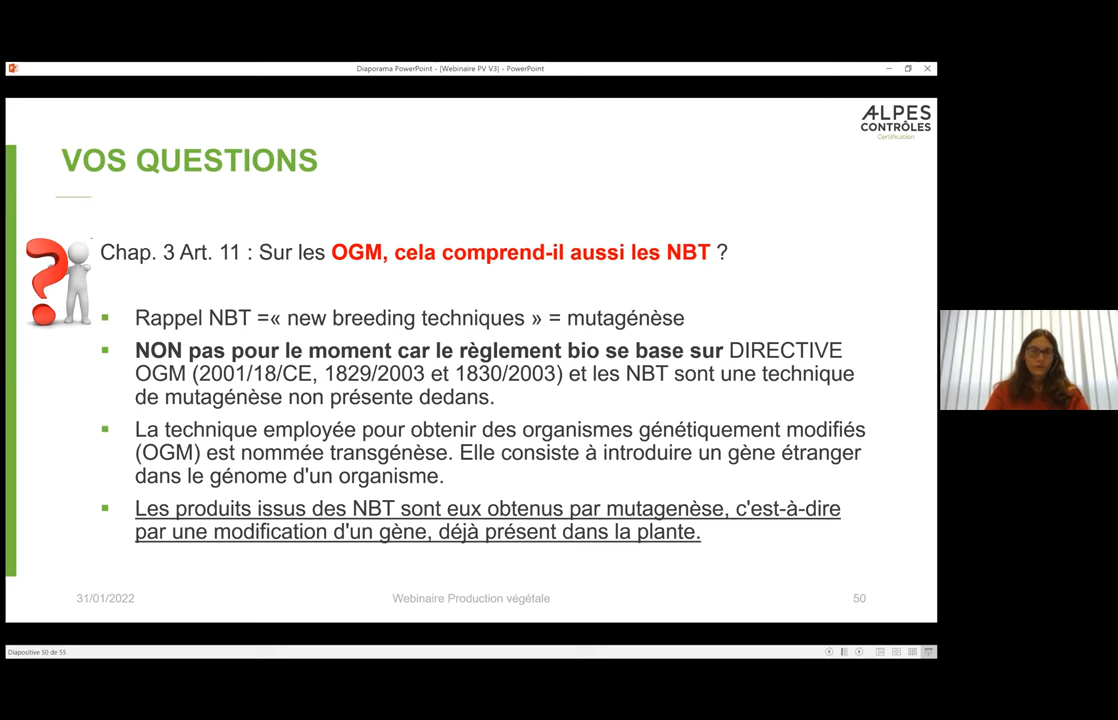 Diaporama PowerPoint - [Webinaire PV V3] - PowerPoint
ALPES
CONTRÔLES
Certification
VOS QUESTIONS
Chap. 3 Art. 11 : Sur les OGM, cela comprend-il aussi les NBT ?
Rappel NBT =« new breeding techniques » = mutagénèse
NON pas pour le moment car le règlement bio se base sur DIRECTIVE
OGM (2001/18/CE, 1829/2003 et 1830/2003) et les NBT sont une technique
de mutagénèse non présente dedans.
La technique employée pour obtenir des organismes génétiquement modifiés
(OGM) est nommée transgénèse. Elle consiste à introduire un gène étranger
dans le génome d'un organisme.
Les produits issus des NBT sont eux obtenus par mutagenèse, c'est-à-dire
par une modification d'un gène, déjà présent dans la plante.
31/01/2022
Webinaire Production végétale
50
Diapositive 50 de 55